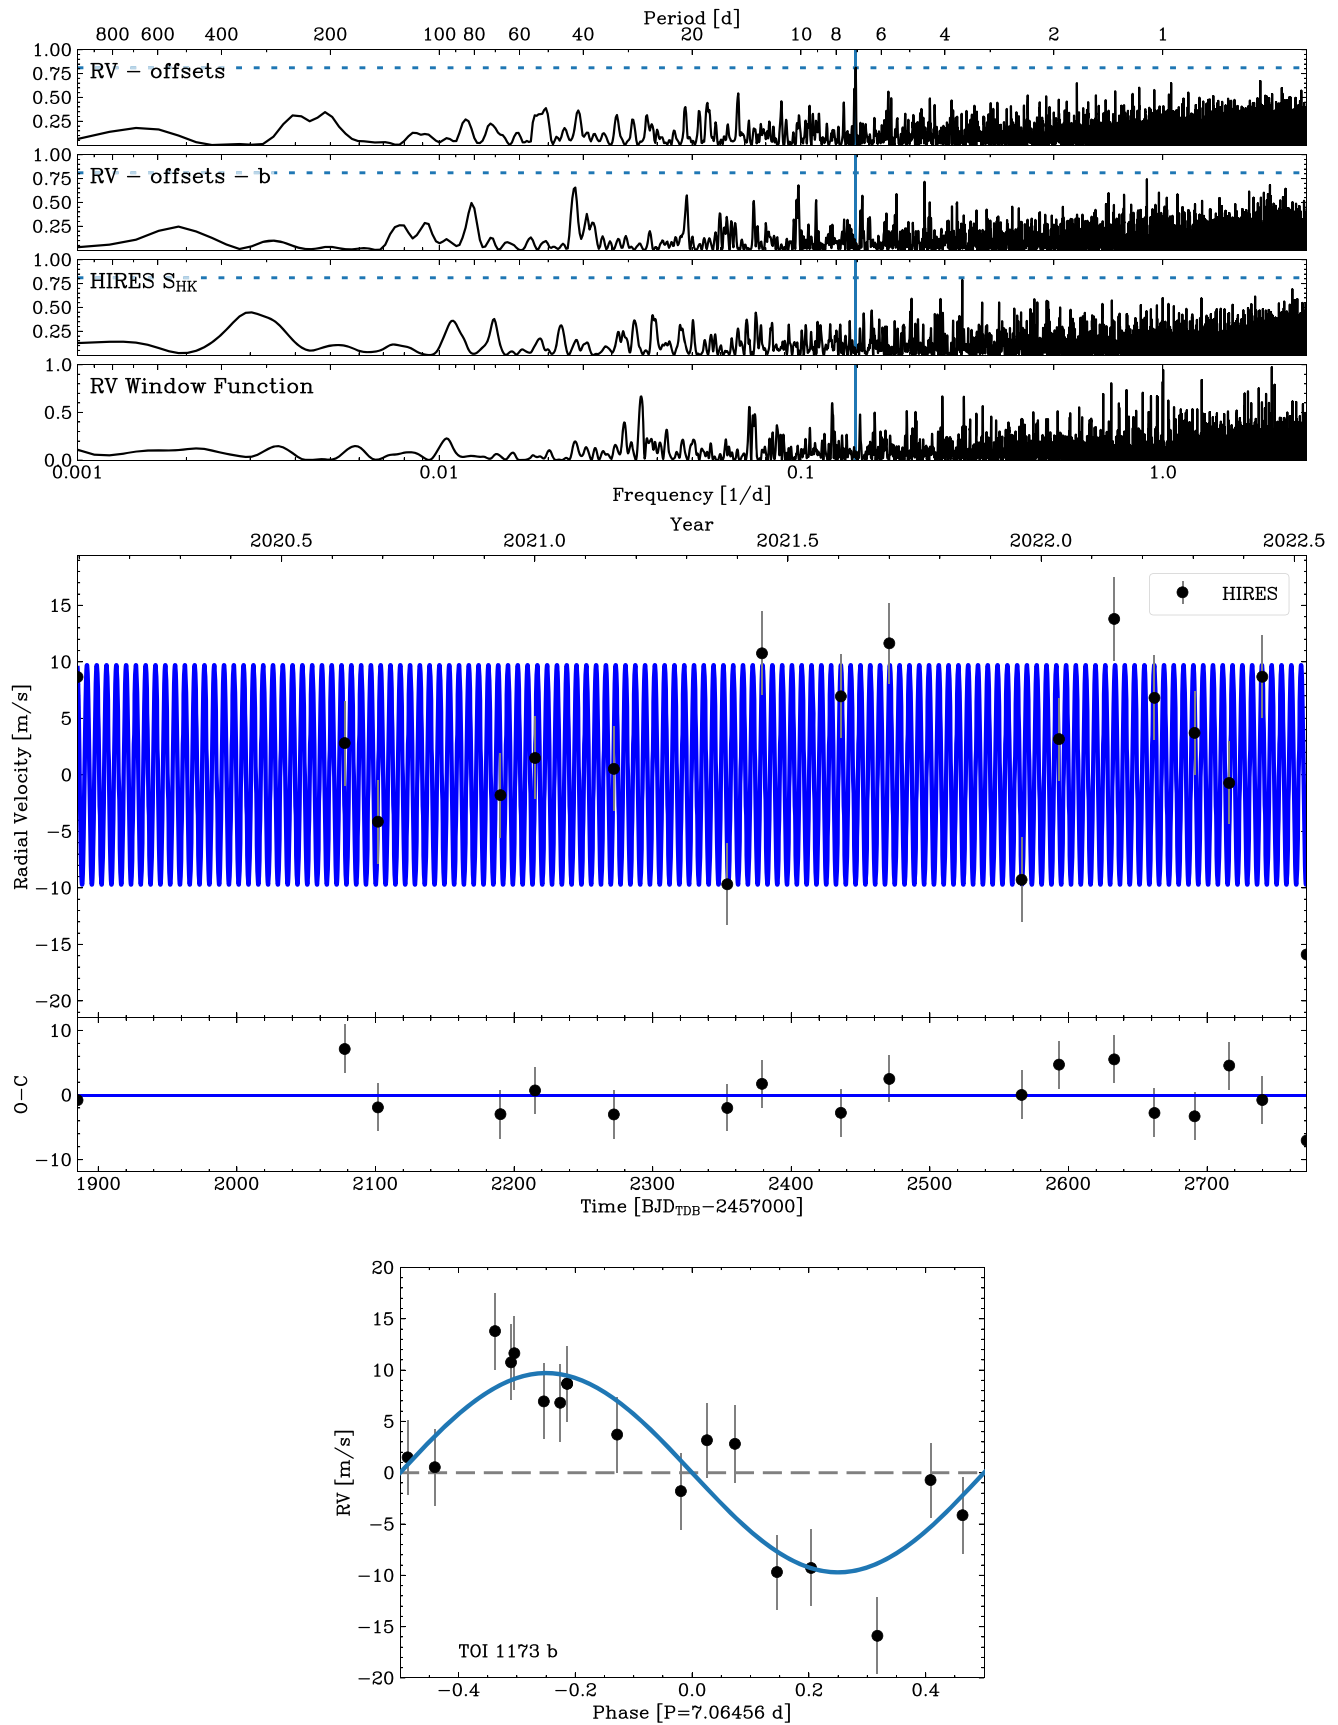 Period [d]
800 600 400 200 100 80 60 40 20 10 8 6 4 2 1
1.00
0.75
0.50
0.25
RV − offsets
1.00
0.75
0.50
0.25
RV − offsets − b
1.00
0.75
0.50
0.25
HIRES S_HK
1.0
0.5
0.0
RV Window Function
0.001 0.01 0.1 1.0
Frequency [1/d]
Year
2020.5 2021.0 2021.5 2022.0 2022.5
HIRES
15
10
5
0
−5
−10
−15
−20
Radial Velocity [m/s]
10
0
−10
O−C
1900 2000 2100 2200 2300 2400 2500 2600 2700
Time [BJD_TDB−2457000]
20
15
10
5
0
−5
−10
−15
−20
RV [m/s]
TOI 1173 b
−0.4 −0.2 0.0 0.2 0.4
Phase [P=7.06456 d]